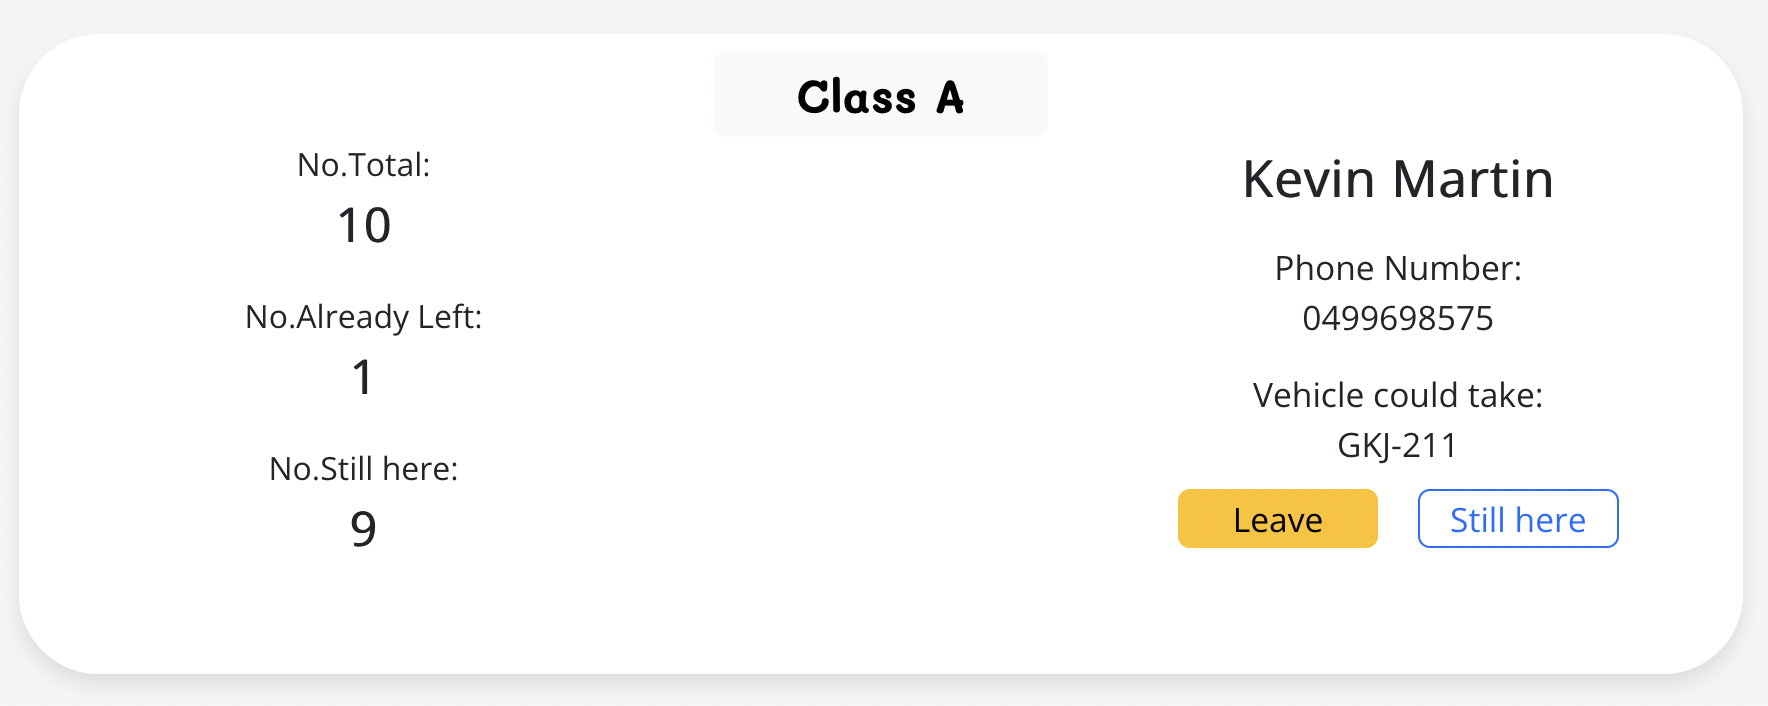 Class A
No.Total:
10
No.Already Left:
1
No.Still here:
9
Kevin Martin
Phone Number:
0499698575
Vehicle could take:
GKJ-211
Leave
Still here